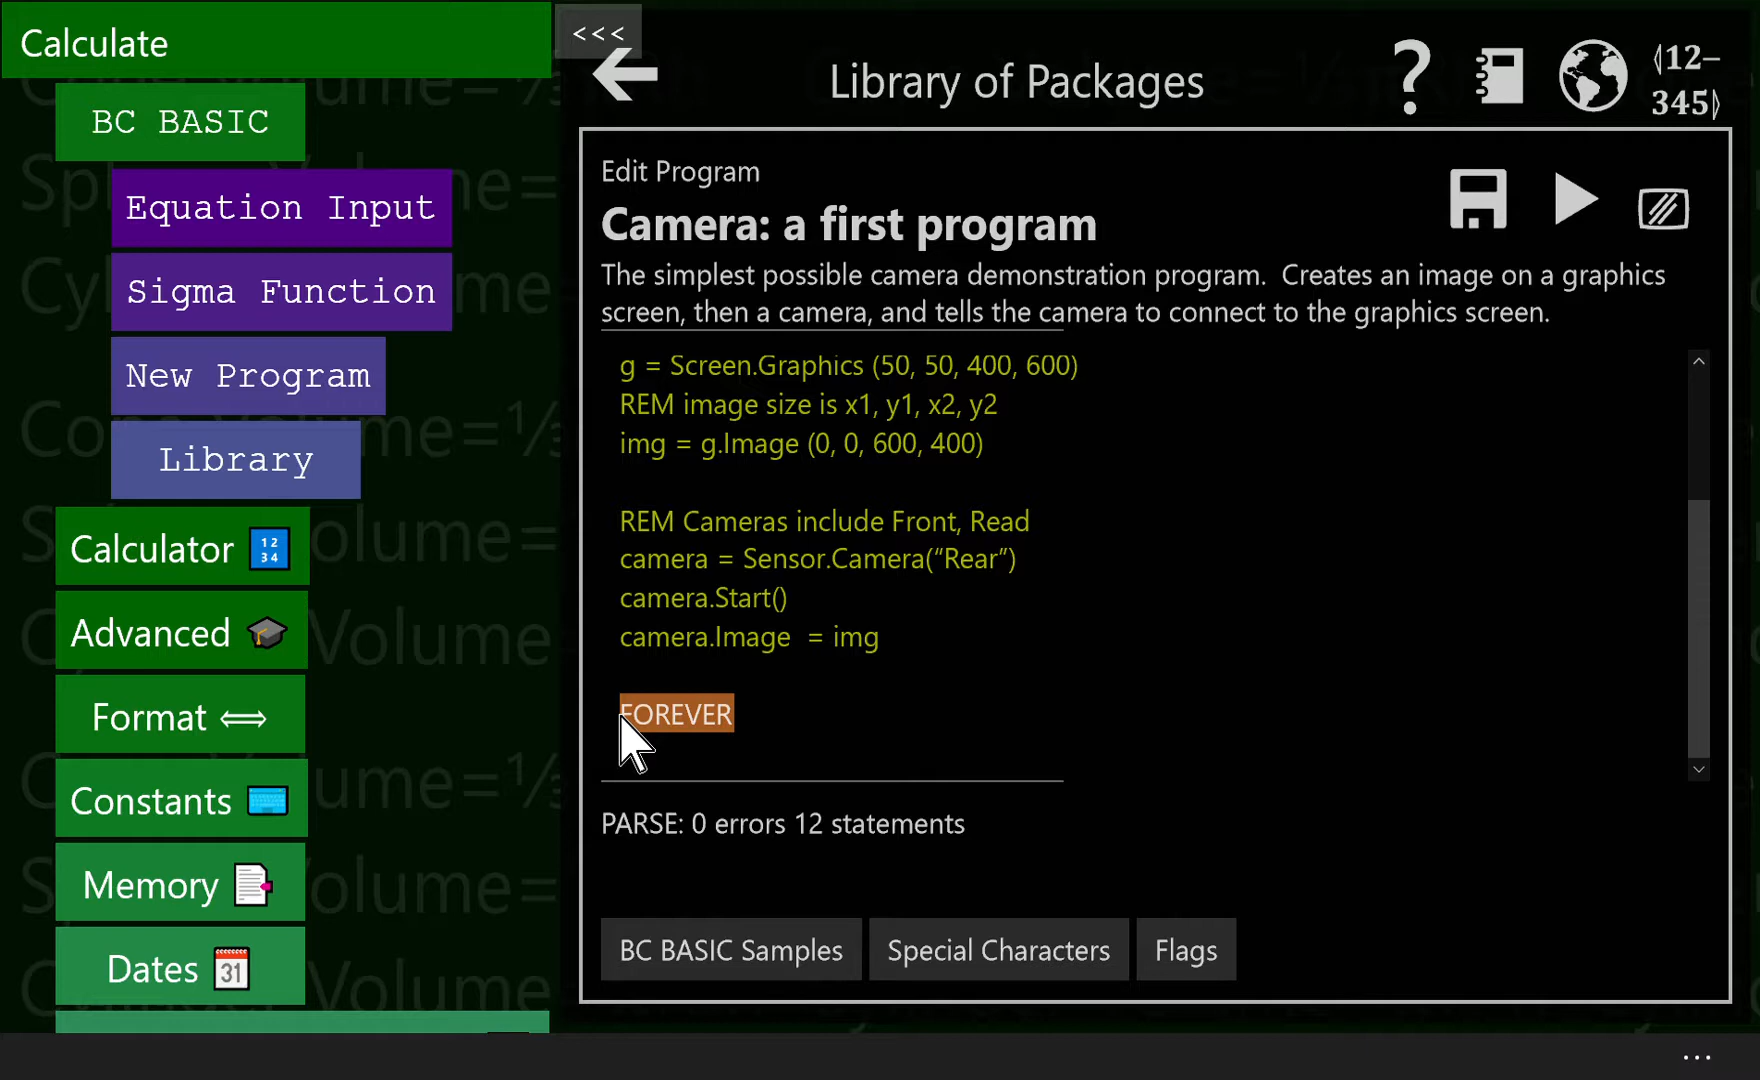 Calculate
BC BASIC
Equation Input
Sigma Function
New Program
Library
Calculator
12
34
Advanced
Format ⟺
Constants
Memory
Dates
31
<<<
Library of Packages
?
⟨12–
345⟩
Edit Program
Camera: a first program
The simplest possible camera demonstration program. Creates an image on a graphics
screen, then a camera, and tells the camera to connect to the graphics screen.
g = Screen.Graphics (50, 50, 400, 600)
REM image size is x1, y1, x2, y2
img = g.Image (0, 0, 600, 400)
REM Cameras include Front, Read
camera = Sensor.Camera(“Rear”)
camera.Start()
camera.Image = img
FOREVER
PARSE: 0 errors 12 statements
BC BASIC Samples
Special Characters
Flags
...